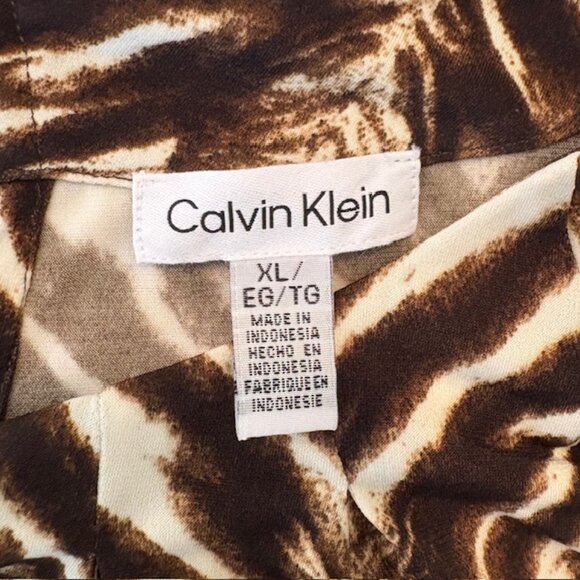 Calvin Klein
XL/
EG/TG
MADE IN
INDONESIA
HECHO EN
INDONESIA
FABRIQUE EN
INDONESIE